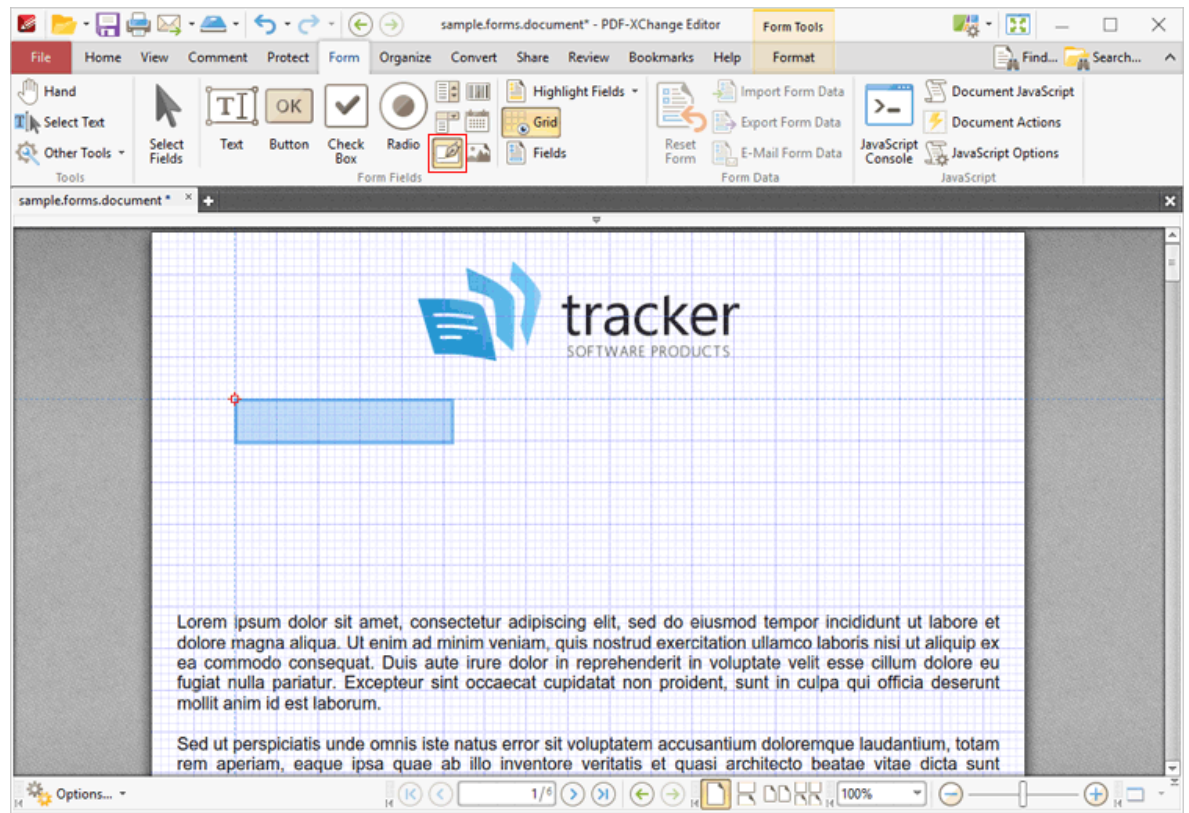 sample.forms.document* - PDF-XChange Editor
Form Tools
File Home View Comment Protect Form Organize Convert Share Review Bookmarks Help Format Find... Search...
Hand
Select Text
Other Tools
Tools
Select Fields
Text
Button
OK
Check Box
Radio
Form Fields
Highlight Fields
Grid
Fields
Reset Form
Import Form Data
Export Form Data
E-Mail Form Data
Form Data
JavaScript Console
Document JavaScript
Document Actions
JavaScript Options
JavaScript
sample.forms.document *
tracker
SOFTWARE PRODUCTS
Lorem ipsum dolor sit amet, consectetur adipiscing elit, sed do eiusmod tempor incididunt ut labore et
dolore magna aliqua. Ut enim ad minim veniam, quis nostrud exercitation ullamco laboris nisi ut aliquip ex
ea commodo consequat. Duis aute irure dolor in reprehenderit in voluptate velit esse cillum dolore eu
fugiat nulla pariatur. Excepteur sint occaecat cupidatat non proident, sunt in culpa qui officia deserunt
mollit anim id est laborum.
Sed ut perspiciatis unde omnis iste natus error sit voluptatem accusantium doloremque laudantium, totam
rem aperiam, eaque ipsa quae ab illo inventore veritatis et quasi architecto beatae vitae dicta sunt
Options...
1/6
100%